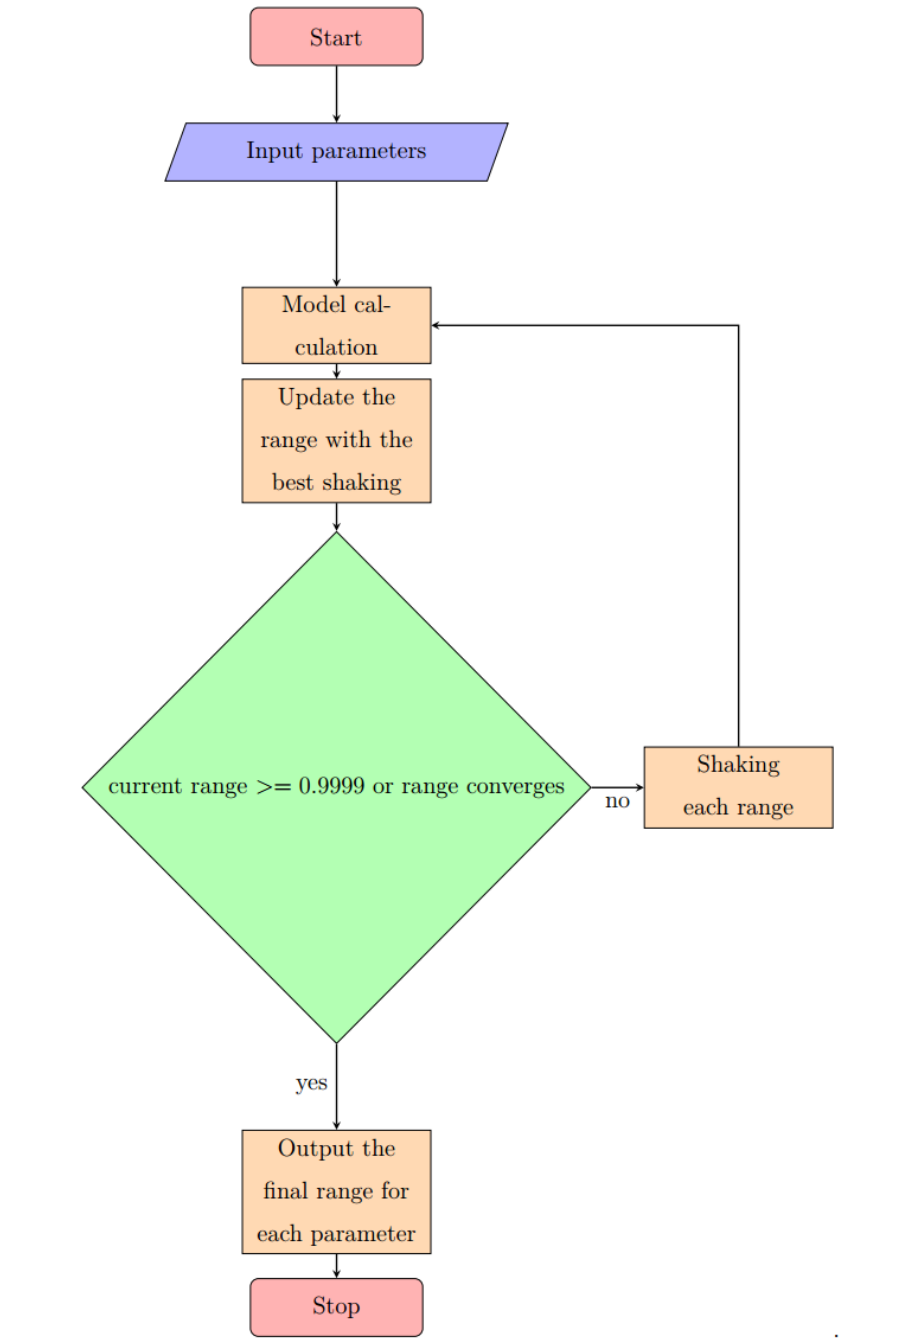 Start
Input parameters
Model cal-
culation
Update the
range with the
best shaking
current range >= 0.9999 or range converges
no
Shaking
each range
yes
Output the
final range for
each parameter
Stop
.